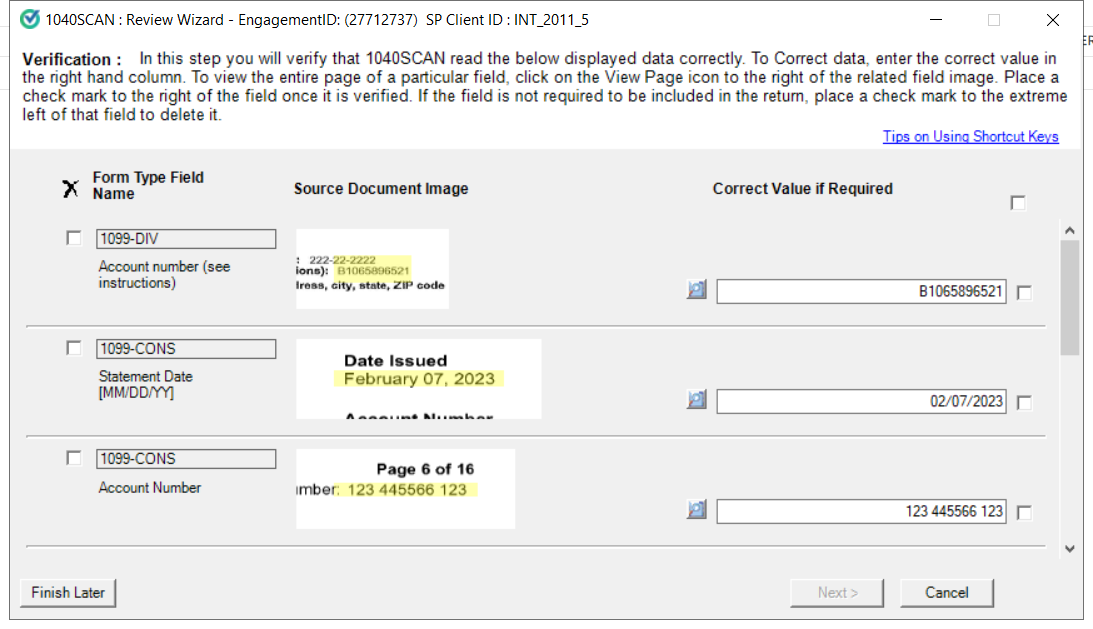 1040SCAN : Review Wizard - EngagementID: (27712737)  SP Client ID : INT_2011_5
Verification :   In this step you will verify that 1040SCAN read the below displayed data correctly. To Correct data, enter the correct value in
the right hand column. To view the entire page of a particular field, click on the View Page icon to the right of the related field image. Place a
check mark to the right of the field once it is verified. If the field is not required to be included in the return, place a check mark to the extreme
left of that field to delete it.
Tips on Using Shortcut Keys
Form Type Field
Name
Source Document Image
Correct Value if Required
1099-DIV
Account number (see
instructions)
: 222-22-2222
ions): B1065896521
dress, city, state, ZIP code
B1065896521
1099-CONS
Statement Date
[MM/DD/YY]
Date Issued
February 07, 2023
Account Number
02/07/2023
1099-CONS
Account Number
Page 6 of 16
umber: 123 445566 123
123 445566 123
Finish Later
Next >
Cancel